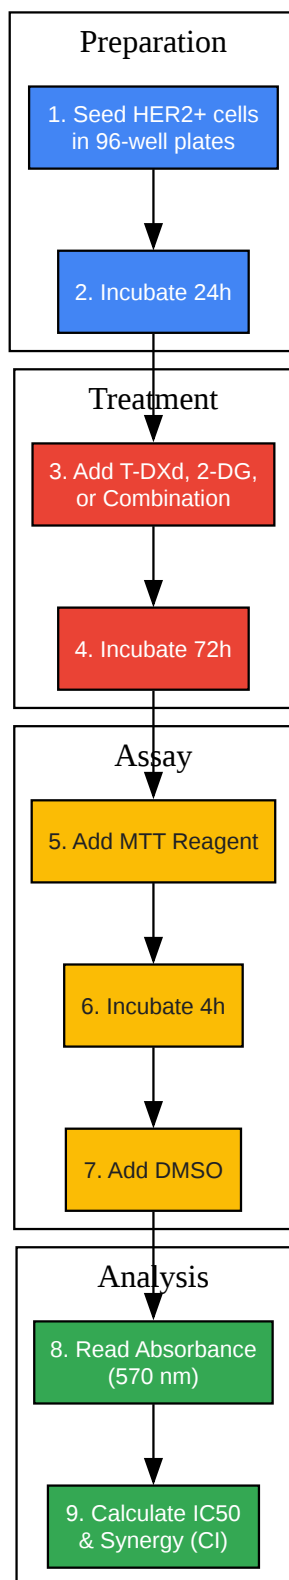 Preparation
1. Seed HER2+ cells
in 96-well plates
2. Incubate 24h
Treatment
3. Add T-DXd, 2-DG,
or Combination
4. Incubate 72h
Assay
5. Add MTT Reagent
6. Incubate 4h
7. Add DMSO
Analysis
8. Read Absorbance
(570 nm)
9. Calculate IC50
& Synergy (CI)